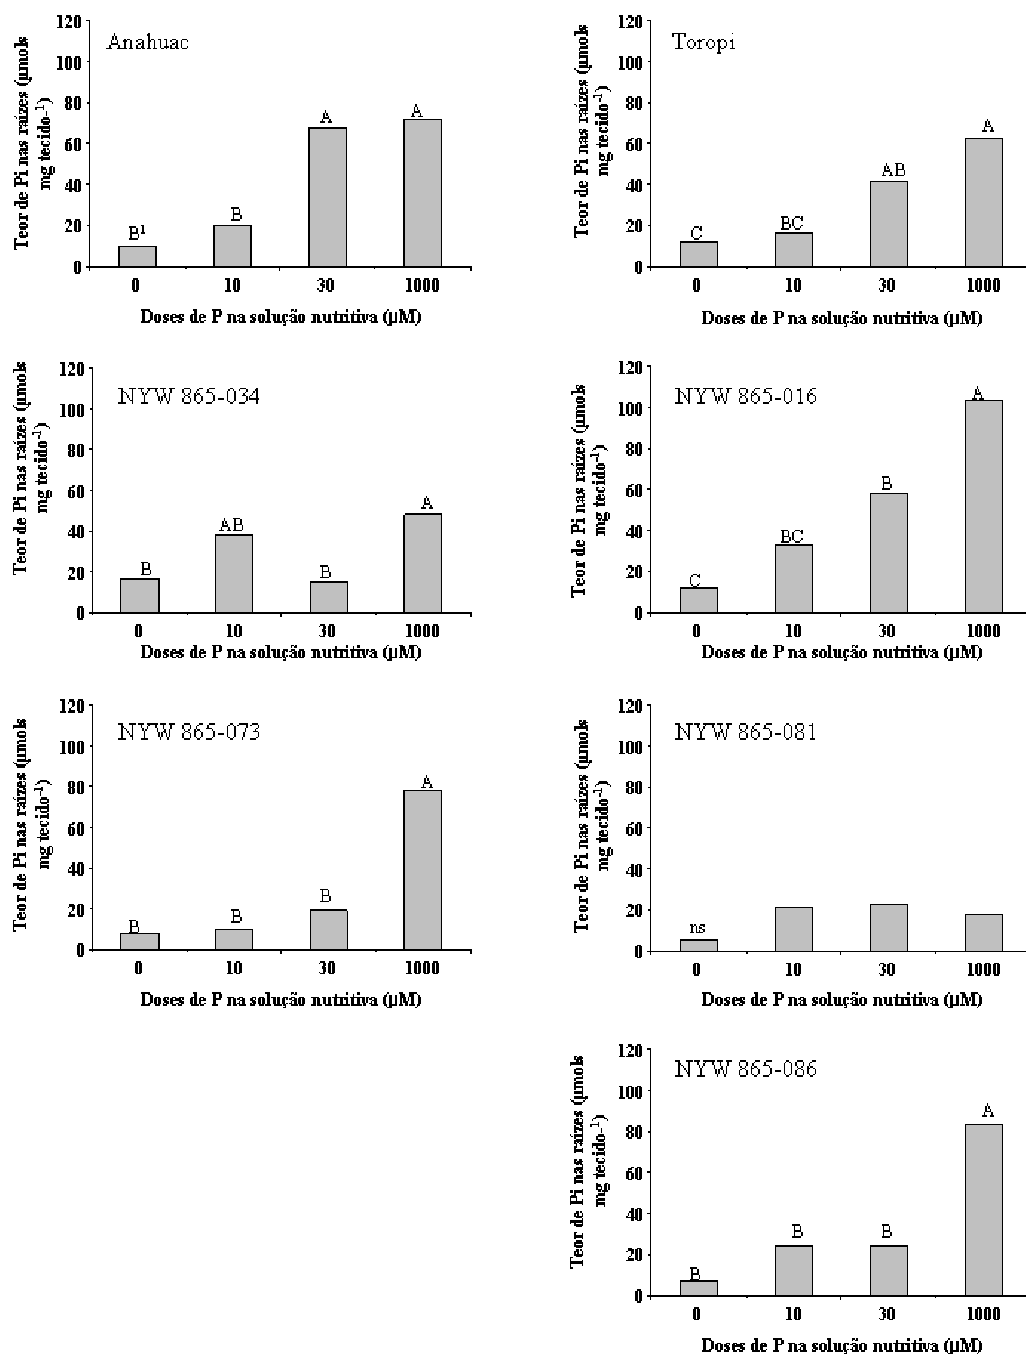 Anahuac
Teor de Pi nas raízes (µmols
mg tecido-1)
120
100
80
60
40
20
0
B1
B
A
A
0 10 30 1000
Doses de P na solução nutritiva (µM)
Toropi
Teor de Pi nas raízes (µmols
mg tecido-1)
120
100
80
60
40
20
0
C
BC
AB
A
0 10 30 1000
Doses de P na solução nutritiva (µM)
NYW 865-034
Teor de Pi nas raízes (µmols
mg tecido-1)
120
100
80
60
40
20
0
B
AB
B
A
0 10 30 1000
Doses de P na solução nutritiva (µM)
NYW 865-016
Teor de Pi nas raízes (µmols
mg tecido-1)
120
100
80
60
40
20
0
C
BC
B
A
0 10 30 1000
Doses de P na solução nutritiva (µM)
NYW 865-073
Teor de Pi nas raízes (µmols
mg tecido-1)
120
100
80
60
40
20
0
B
B
B
A
0 10 30 1000
Doses de P na solução nutritiva (µM)
NYW 865-081
Teor de Pi nas raízes (µmols
mg tecido-1)
120
100
80
60
40
20
0
ns
0 10 30 1000
Doses de P na solução nutritiva (µM)
NYW 865-086
Teor de Pi nas raízes (µmols
mg tecido-1)
120
100
80
60
40
20
0
B
B
B
A
0 10 30 1000
Doses de P na solução nutritiva (µM)